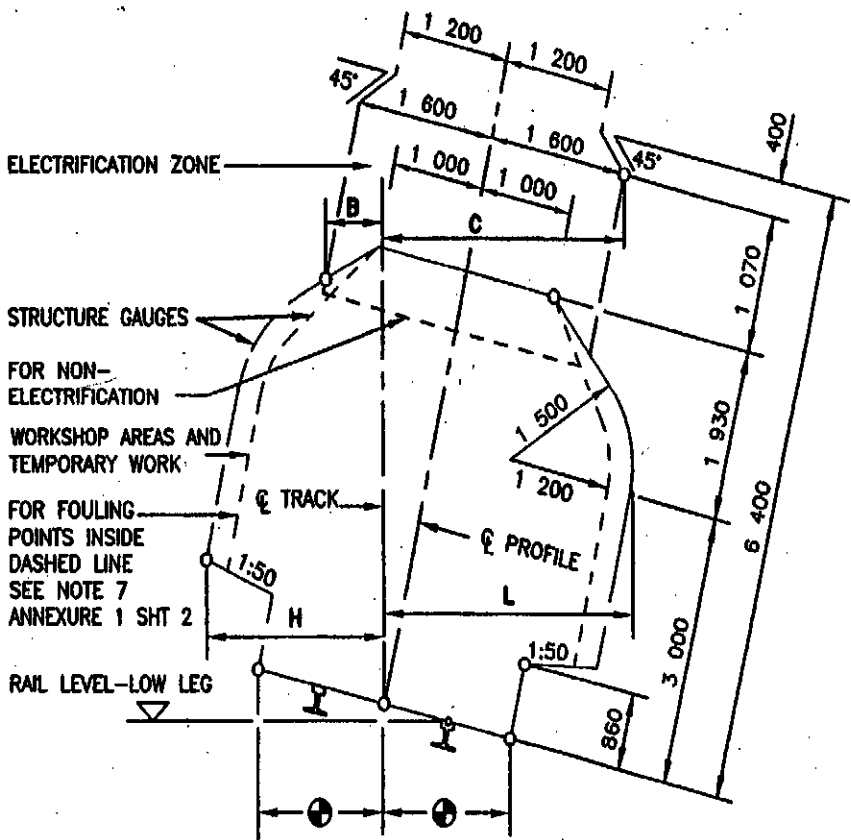 1 200
1 200
45°
1 600
1 600
45°
400
ELECTRIFICATION ZONE
1 000
1 000
B
C
1 070
STRUCTURE GAUGES
FOR NON-
ELECTRIFICATION
1 500
1 930
WORKSHOP AREAS AND
TEMPORARY WORK
1 200
6 400
℄ TRACK
FOR FOULING
POINTS INSIDE
DASHED LINE
SEE NOTE 7
ANNEXURE 1 SHT 2
℄ PROFILE
1:50
H
L
1:50
3 000
RAIL LEVEL-LOW LEG
860